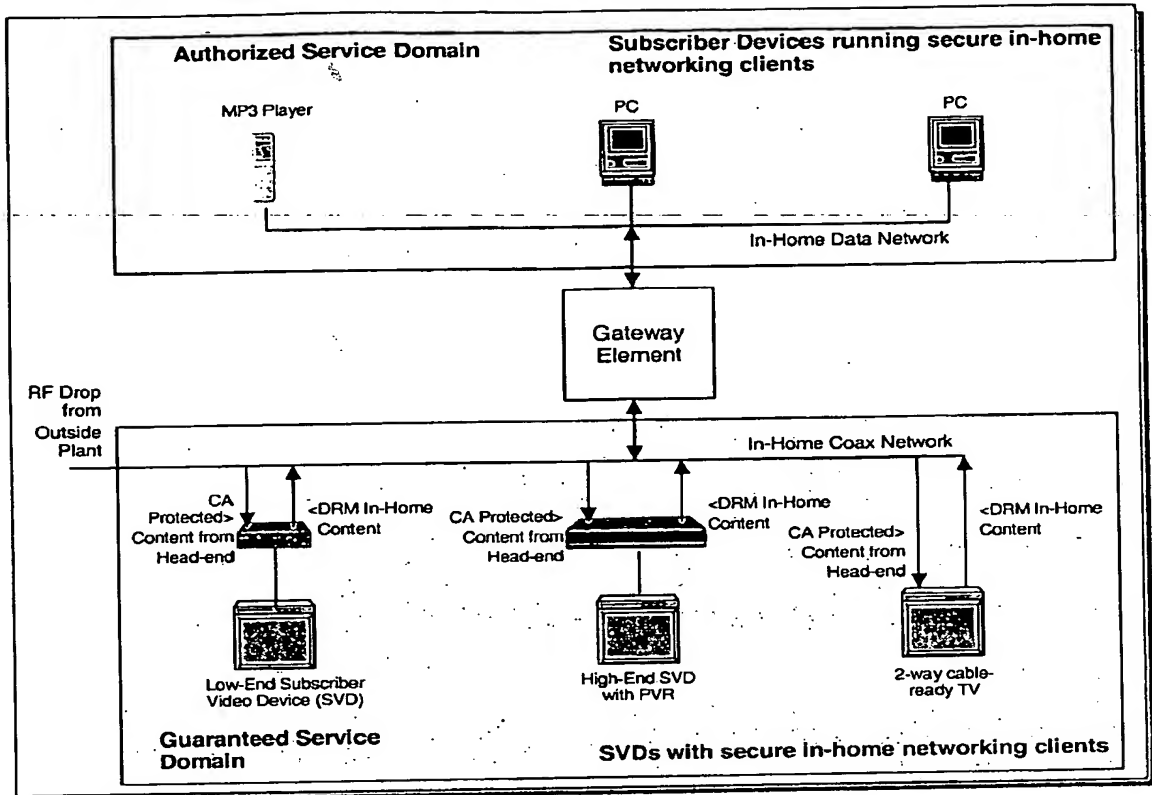 Authorized Service Domain
Subscriber Devices running secure in-home
networking clients
MP3 Player
PC
PC
In-Home Data Network
Gateway
Element
RF Drop
from
Outside
Plant
In-Home Coax Network
CA
Protected>
Content from
Head-end
<DRM In-Home
Content
CA Protected>
Content from
Head-end
<DRM In-Home
Content
CA Protected>
Content from
Head-end
<DRM In-Home
Content
Low-End Subscriber
Video Device (SVD)
High-End SVD
with PVR
2-way cable-
ready TV
Guaranteed Service
Domain
SVDs with secure in-home networking clients